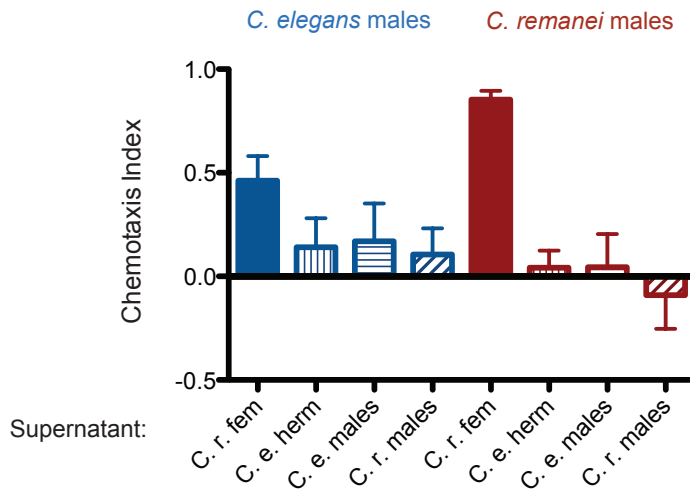 C. elegans males
C. remanei males
Chemotaxis Index
1.0
0.5
0.0
-0.5
Supernatant:
C. r. fem
C. e. herm
C. e. males
C. r. males
C. r. fem
C. e. herm
C. e. males
C. r. males